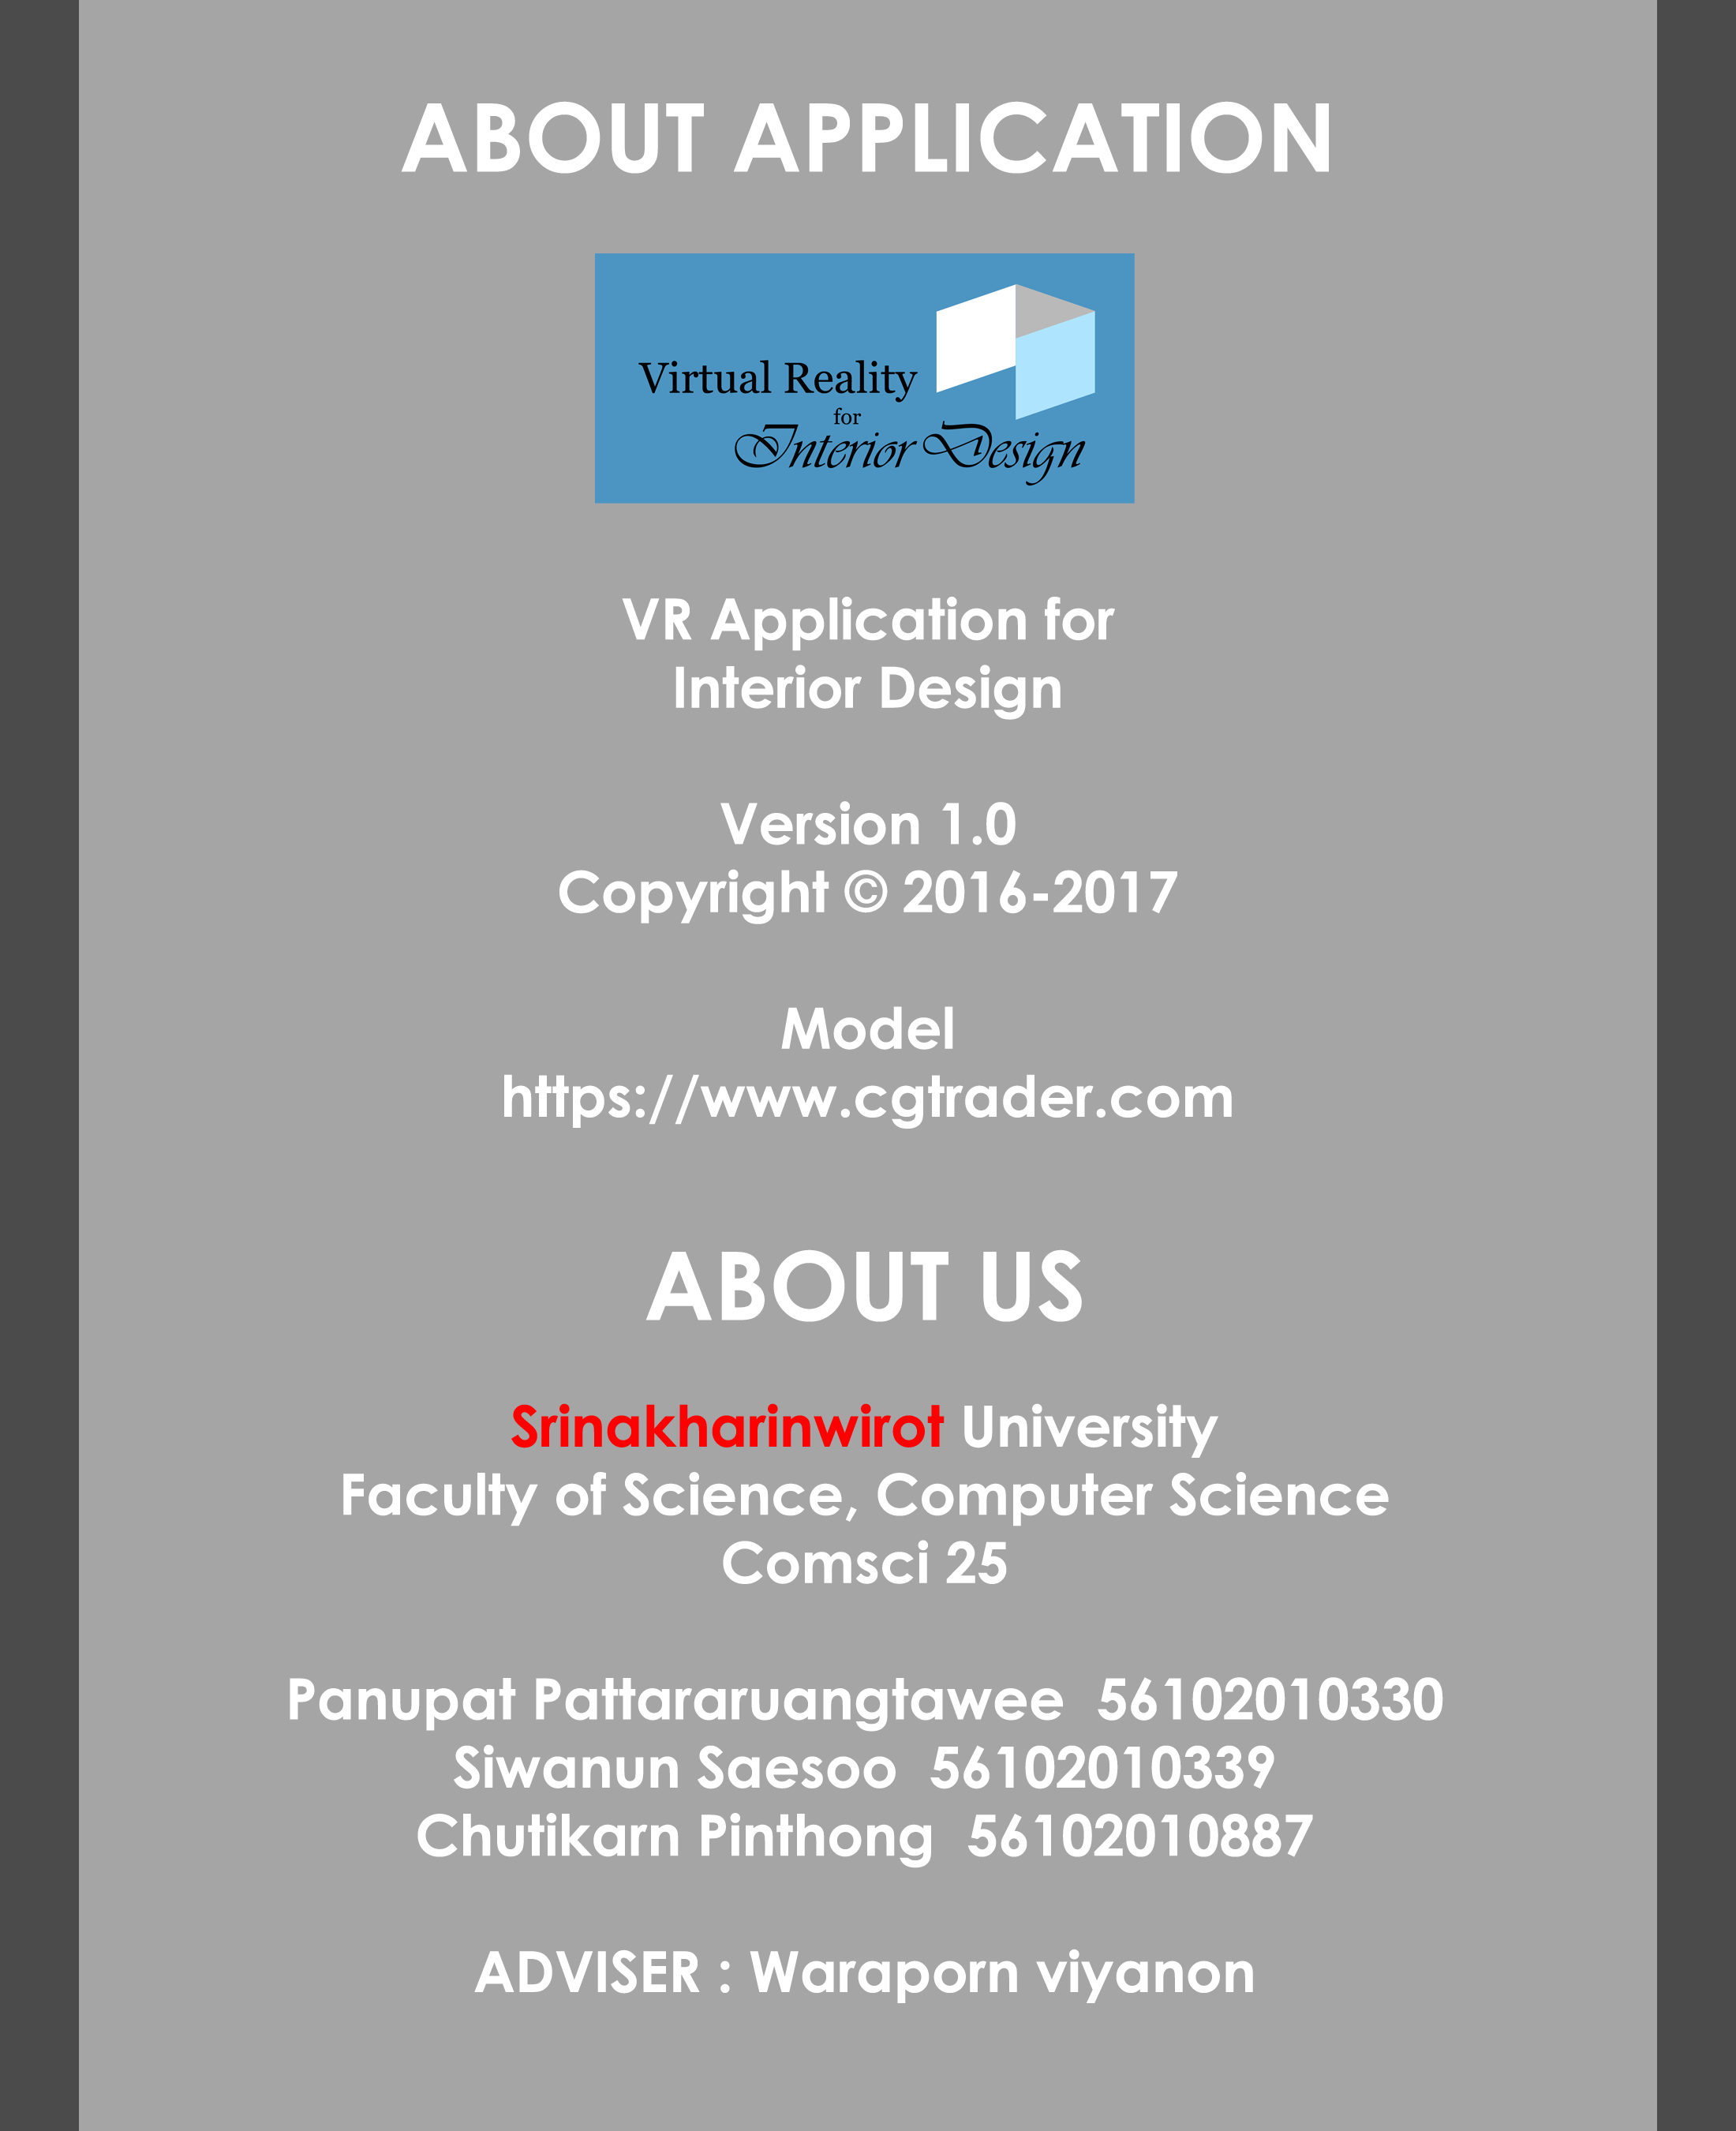 ABOUT APPLICATION
Virtual Reality
for
Interior Design
VR Application for
Interior Design
Version 1.0
Copyright ©2016-2017
Model
https://www.cgtrader.com
ABOUT US
Srinakharinwirot University
Faculty of Science, Computer Science
Comsci 25
Panupat Pattararuangtawee 56102010330
Siwanun Saesoo 56102010339
Chutikarn Pinthong 56102010887
ADVISER : Waraporn viyanon